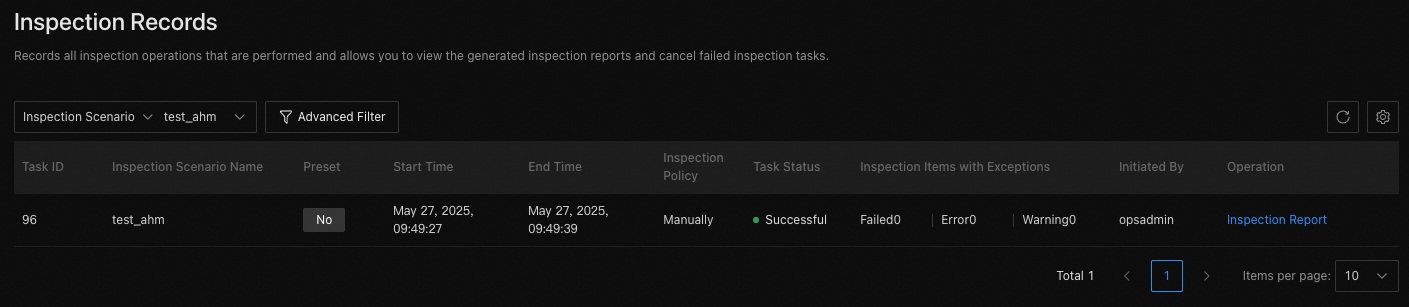 Inspection Records
Records all inspection operations that are performed and allows you to view the generated inspection reports and cancel failed inspection tasks.
Inspection Scenario test_ahm Advanced Filter
Task ID Inspection Scenario Name Preset Start Time End Time Inspection Policy Task Status Inspection Items with Exceptions Initiated By Operation
96 test_ahm No May 27, 2025, 09:49:27 May 27, 2025, 09:49:39 Manually Successful Failed0 Error0 Warning0 opsadmin Inspection Report
Total 1 1 Items per page: 10